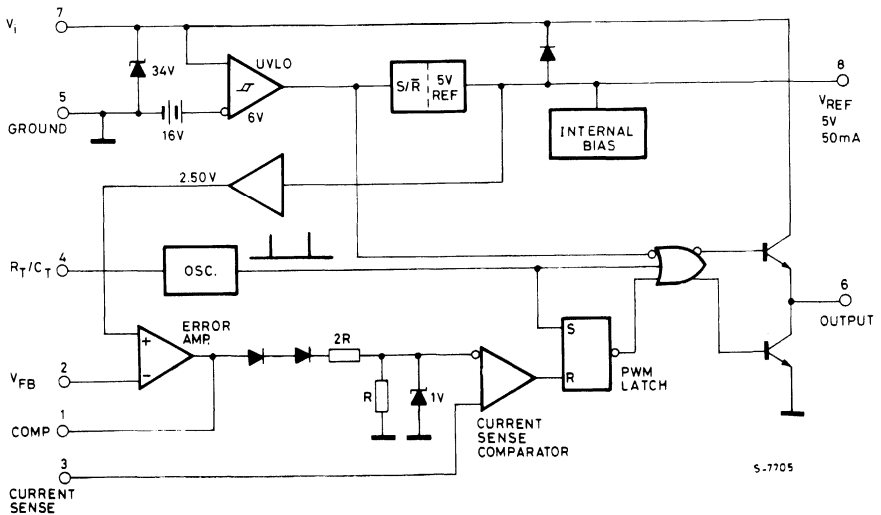 7
Vi
34V
UVLO
5
GROUND
16V
6V
S/R̅
5V
REF
8
VREF
5V
50mA
INTERNAL
BIAS
2.50V
4
RT/CT
OSC.
6
OUTPUT
ERROR
AMP.
+
−
2R
R
1V
S
R
PWM
LATCH
2
VFB
1
COMP
CURRENT
SENSE
COMPARATOR
3
CURRENT
SENSE
S-7705